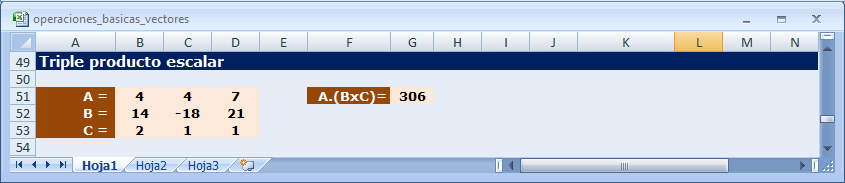 operaciones_basicas_vectores
A B C D E F G H I J K L M N
49 Triple producto escalar
50
51 A = 4 4 7 A.(BxC)= 306
52 B = 14 -18 21
53 C = 2 1 1
54
Hoja1 Hoja2 Hoja3